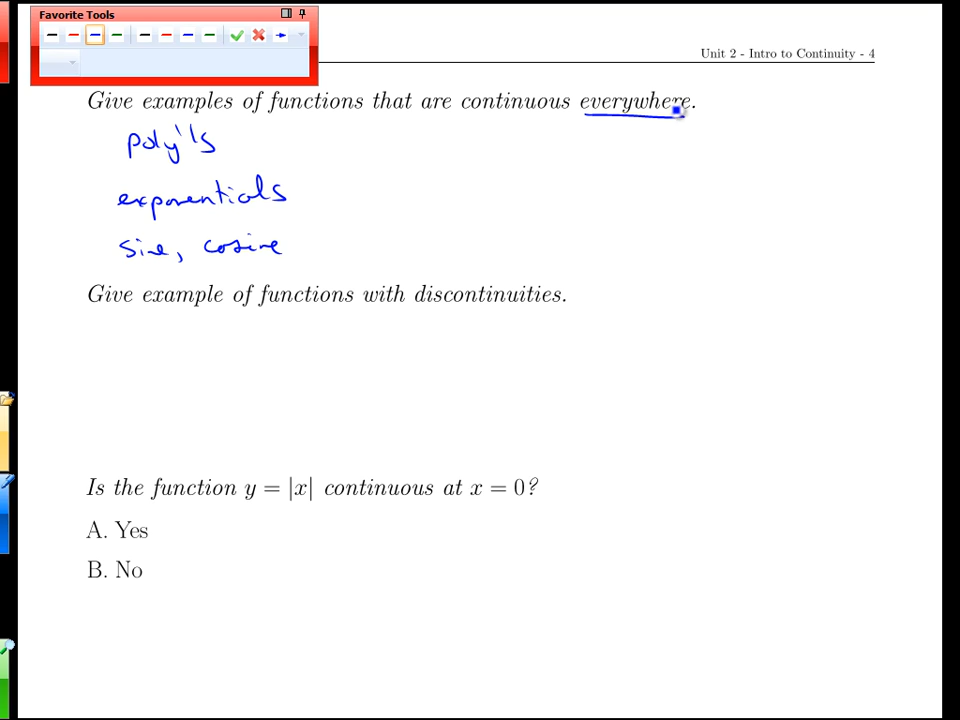 Favorite Tools
Unit 2 - Intro to Continuity - 4
Give examples of functions that are continuous everywhere.
poly'ls
exponentials
sine, cosine
Give example of functions with discontinuities.
Is the function y = |x| continuous at x = 0?
A. Yes
B. No